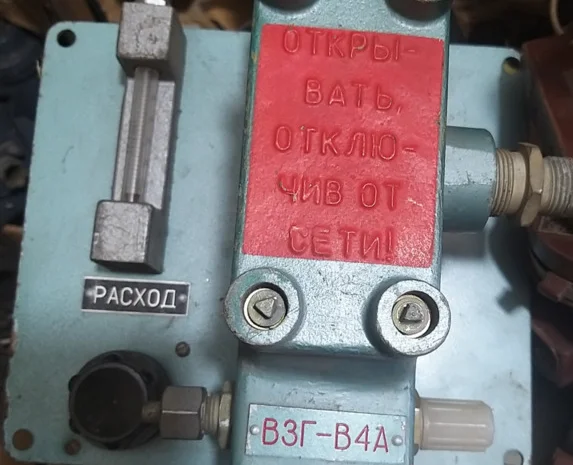 ОТКРЫ-
ВАТЬ,
ОТКЛЮ-
ЧИВ ОТ
СЕТИ!
РАСХОД
ВЗГ-В4А